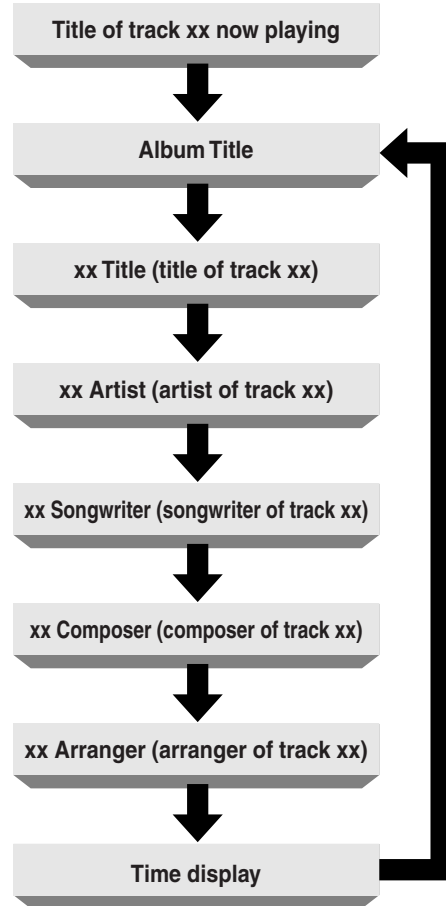 Title of track xx now playing
Album Title
xx Title (title of track xx)
xx Artist (artist of track xx)
xx Songwriter (songwriter of track xx)
xx Composer (composer of track xx)
xx Arranger (arranger of track xx)
Time display